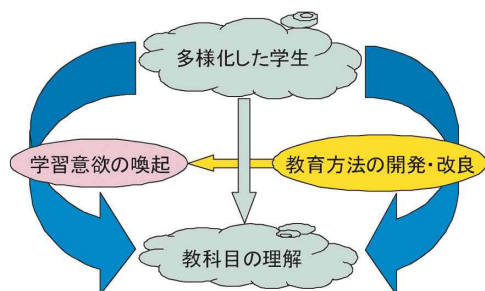 多様化した学生
学習意欲の喚起
教育方法の開発・改良
教科目の理解